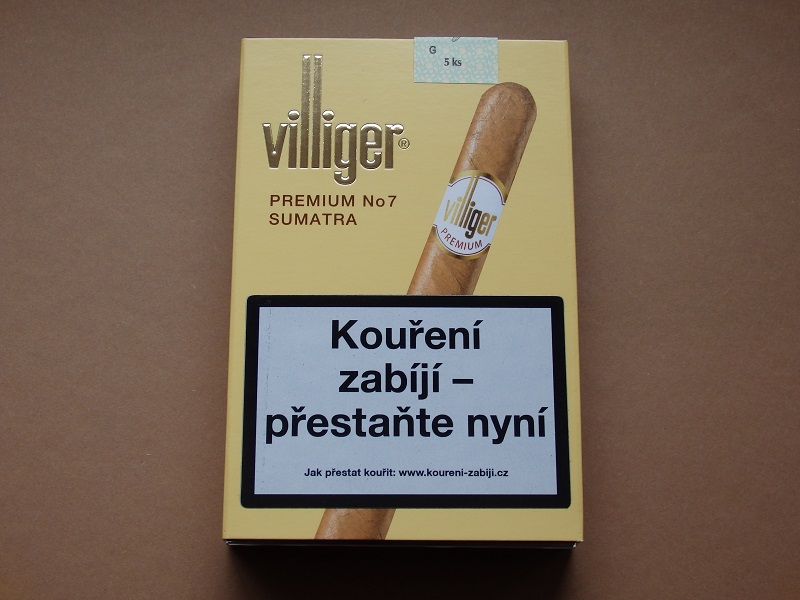 G
5 ks
villiger®
PREMIUM No7
SUMATRA
villiger
PREMIUM
Kouření
zabíjí –
přestaňte nyní
Jak přestat kouřit: www.koureni-zabiji.cz